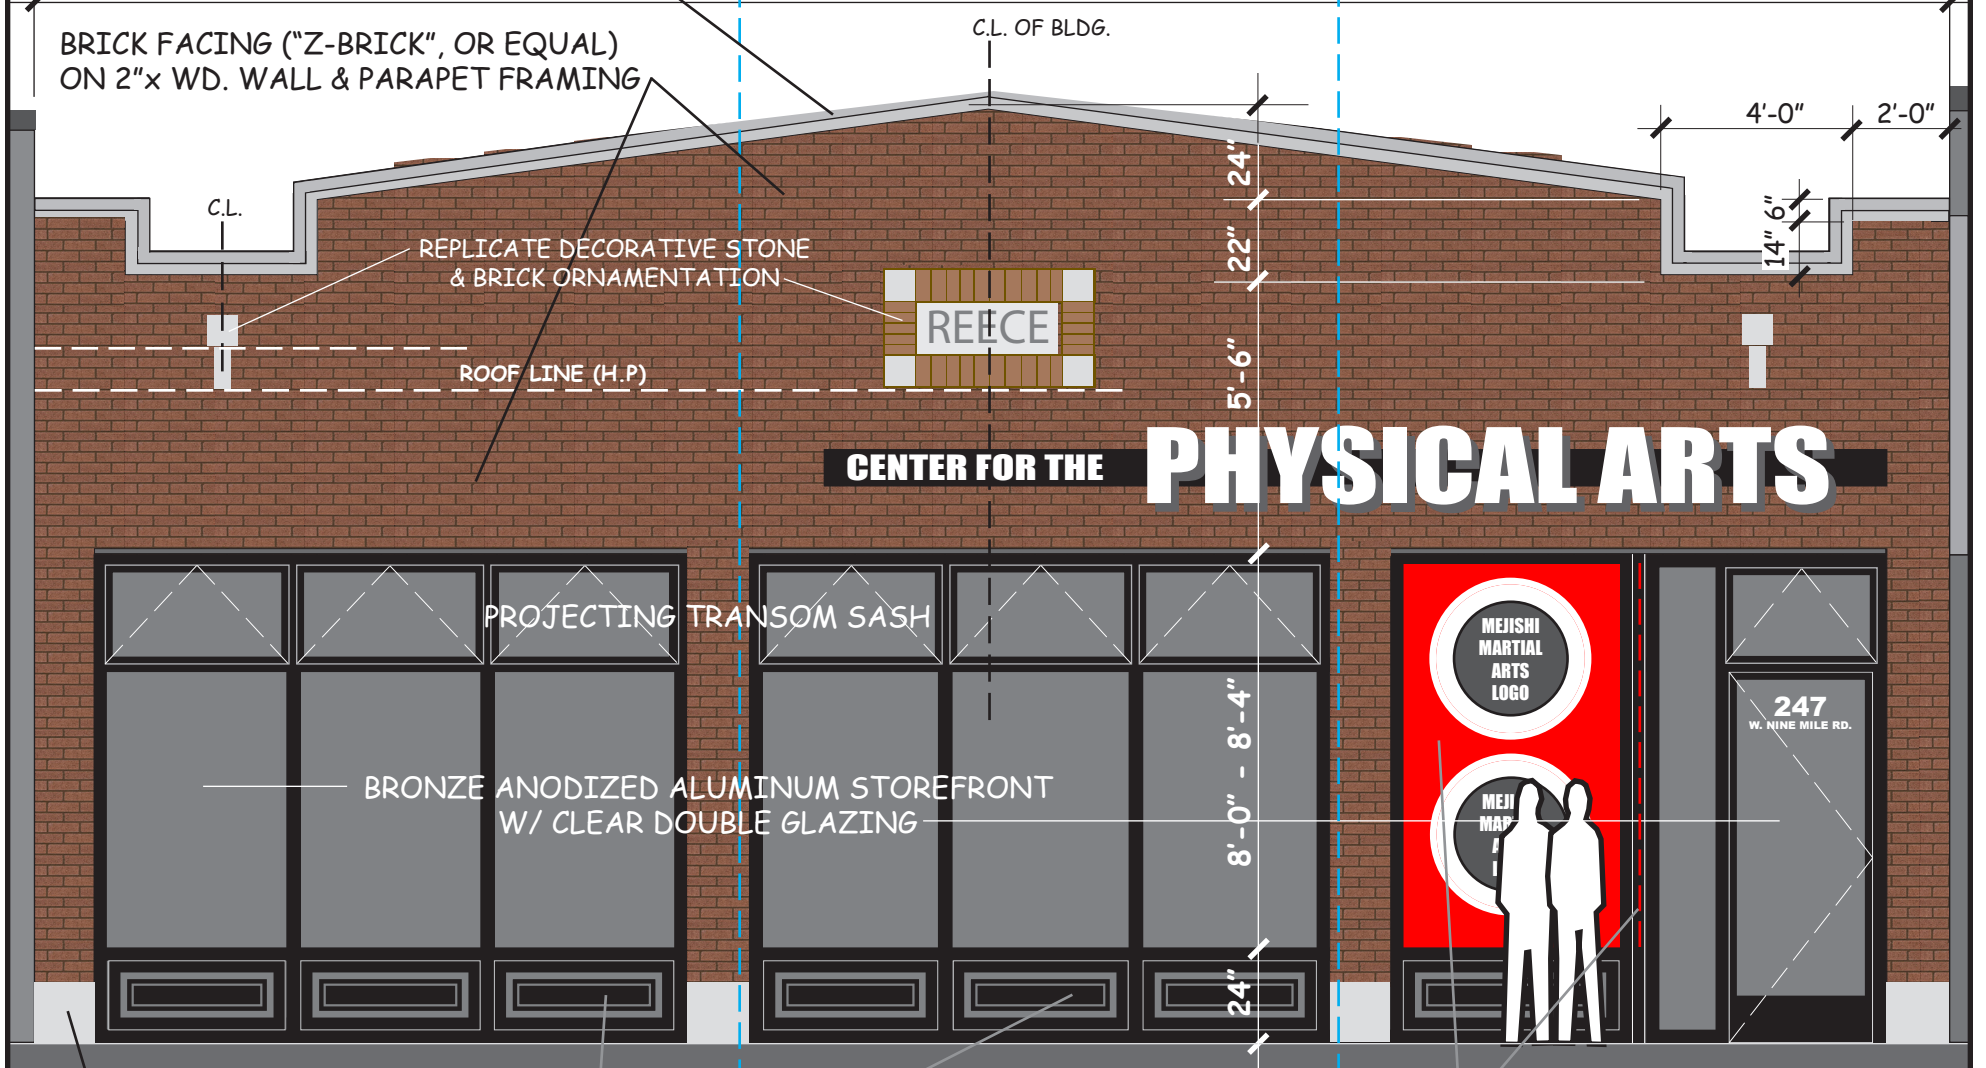 C.L. OF BLDG.
BRICK FACING (“Z-BRICK”, OR EQUAL)
ON 2”x WD. WALL & PARAPET FRAMING
4'-0”
2'-0”
24”
6”
14”
C.L.
22”
REPLICATE DECORATIVE STONE
& BRICK ORNAMENTATION
REECE
5'-6”
ROOF LINE (H.P)
CENTER FOR THE PHYSICAL ARTS
PROJECTING TRANSOM SASH
MEJISHI
MARTIAL
ARTS
LOGO
247
W. NINE MILE RD.
8'-0” - 8'-4”
BRONZE ANODIZED ALUMINUM STOREFRONT
W/ CLEAR DOUBLE GLAZING
24”